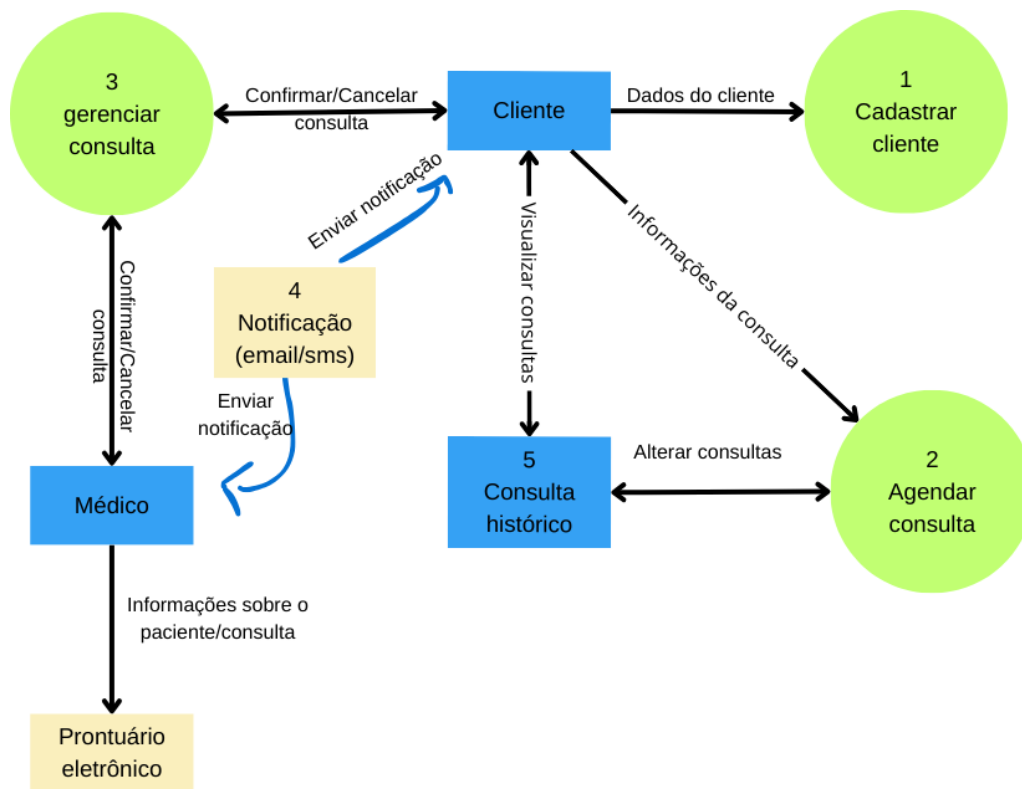 3
gerenciar
consulta
Confirmar/Cancelar
consulta
Cliente
Dados do cliente
1
Cadastrar
cliente
Enviar notificação
Visualizar consultas
Informações da consulta
Confirmar/Cancelar
consulta
4
Notificação
(email/sms)
Enviar
notificação
Médico
5
Consulta
histórico
Alterar consultas
2
Agendar
consulta
Informações sobre o
paciente/consulta
Prontuário
eletrônico